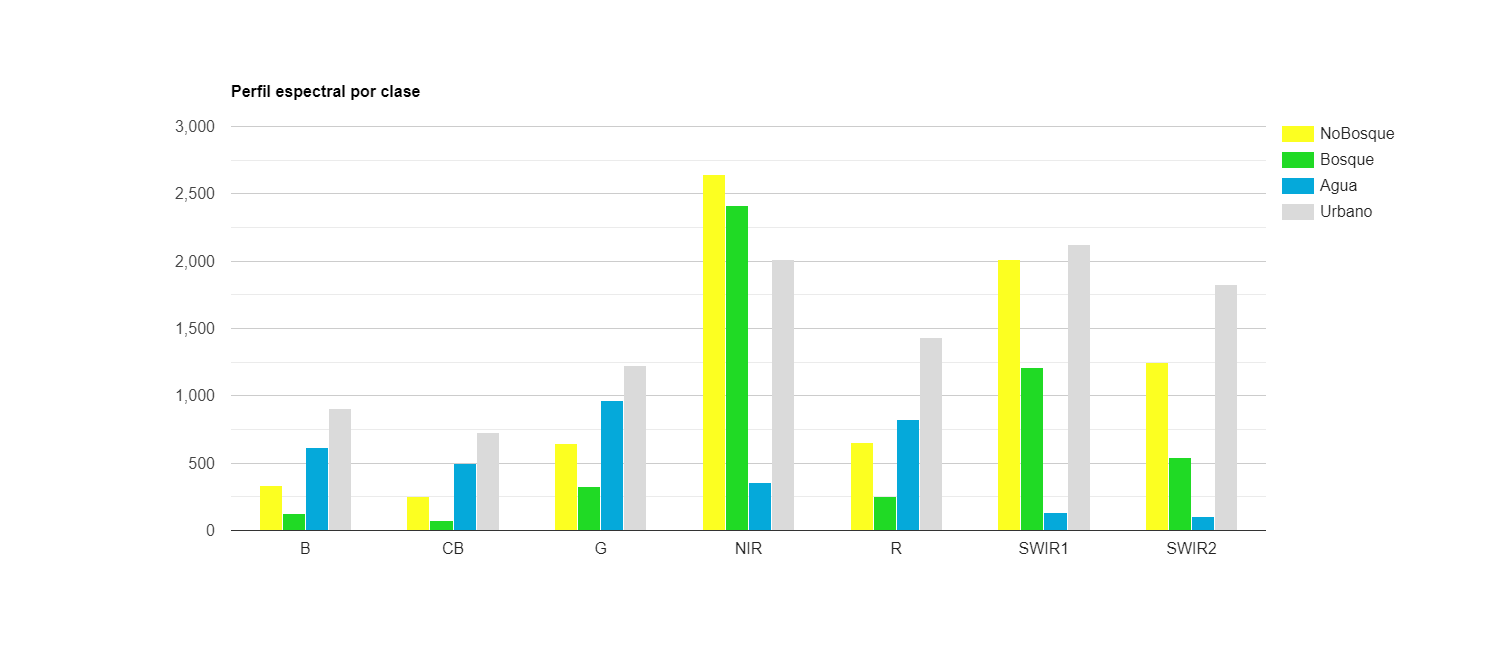 Perfil espectral por clase
3,000
2,500
2,000
1,500
1,000
500
0
B CB G NIR R SWIR1 SWIR2
NoBosque
Bosque
Agua
Urbano